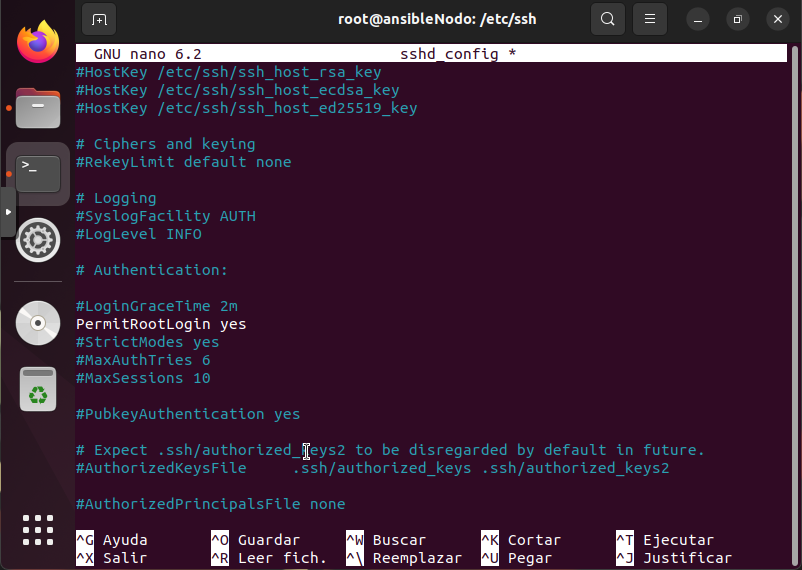 root@ansibleNodo: /etc/ssh
GNU nano 6.2 sshd_config *
#HostKey /etc/ssh/ssh_host_rsa_key
#HostKey /etc/ssh/ssh_host_ecdsa_key
#HostKey /etc/ssh/ssh_host_ed25519_key
# Ciphers and keying
#RekeyLimit default none
# Logging
#SyslogFacility AUTH
#LogLevel INFO
# Authentication:
#LoginGraceTime 2m
PermitRootLogin yes
#StrictModes yes
#MaxAuthTries 6
#MaxSessions 10
#PubkeyAuthentication yes
# Expect .ssh/authorized_keys2 to be disregarded by default in future.
#AuthorizedKeysFile .ssh/authorized_keys .ssh/authorized_keys2
#AuthorizedPrincipalsFile none
^G Ayuda ^O Guardar ^W Buscar ^K Cortar ^T Ejecutar
^X Salir ^R Leer fich. ^\ Reemplazar ^U Pegar ^J Justificar